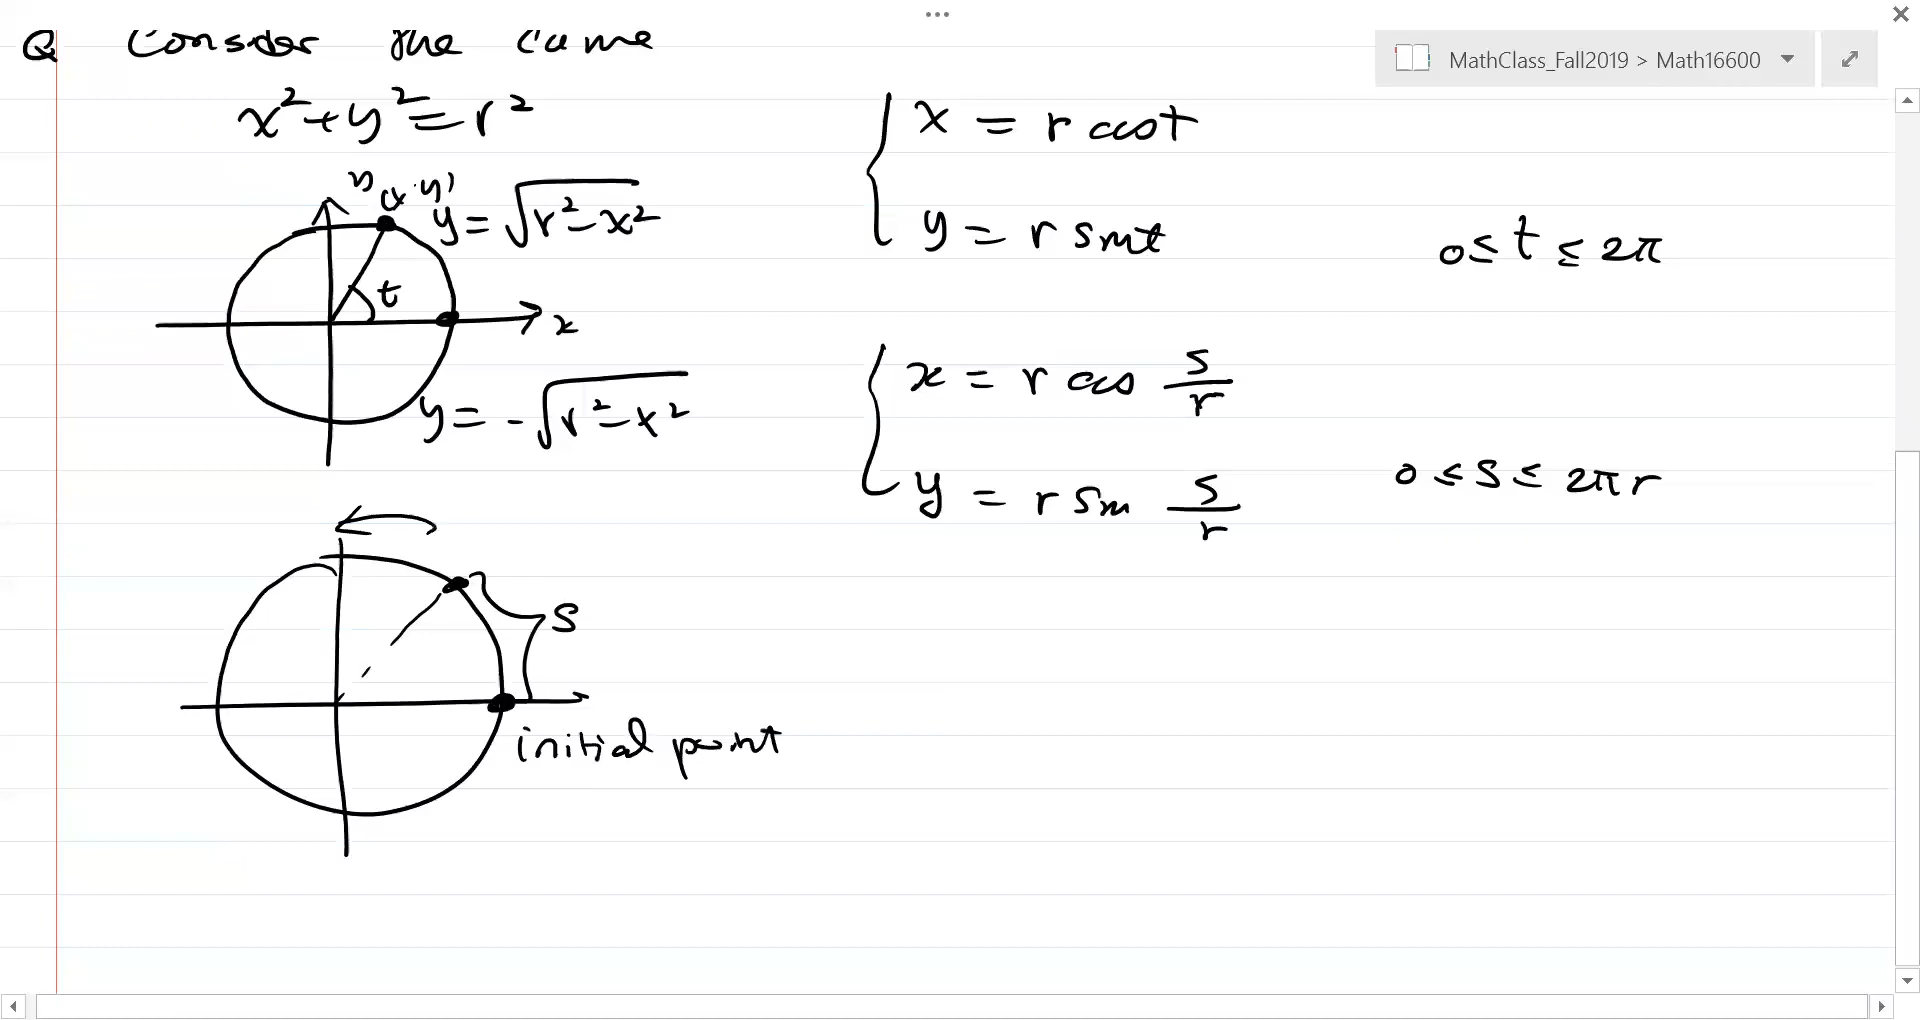 Q Consider the curve
MathClass_Fall2019 > Math16600
x² + y² = r²
y
(x, y)
y = √(r² − x²)
t
x
y = −√(r² − x²)
{ x = r cos t
y = r sin t
0 ≤ t ≤ 2π
{ x = r cos s/r
y = r sin s/r
0 ≤ s ≤ 2πr
s
initial point